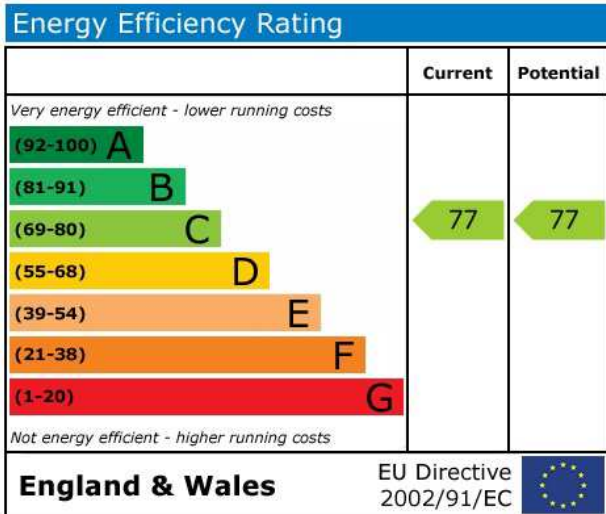 Energy Efficiency Rating
Current Potential
Very energy efficient - lower running costs
(92-100) A
(81-91) B
(69-80) C 77 77
(55-68) D
(39-54) E
(21-38) F
(1-20) G
Not energy efficient - higher running costs
England & Wales
EU Directive
2002/91/EC